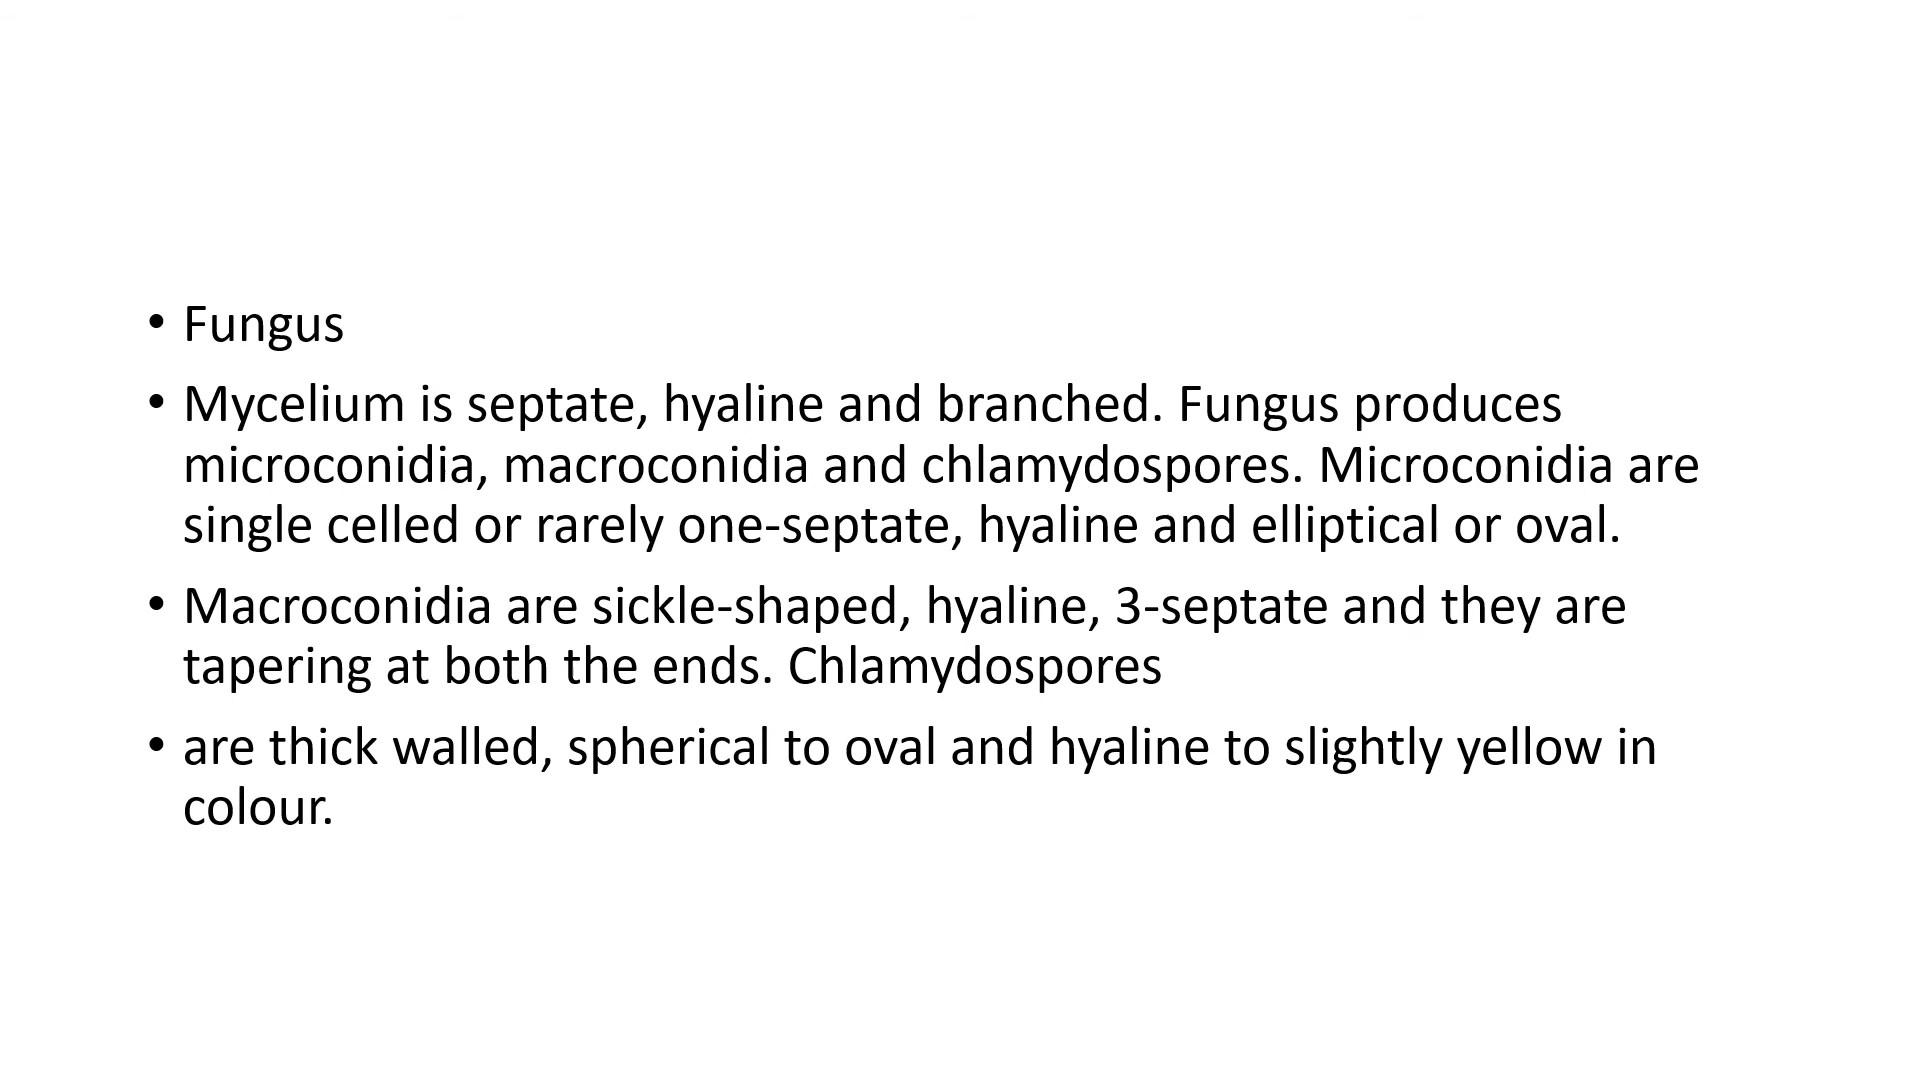 • Fungus
• Mycelium is septate, hyaline and branched. Fungus produces
microconidia, macroconidia and chlamydospores. Microconidia are
single celled or rarely one-septate, hyaline and elliptical or oval.
• Macroconidia are sickle-shaped, hyaline, 3-septate and they are
tapering at both the ends. Chlamydospores
• are thick walled, spherical to oval and hyaline to slightly yellow in
colour.